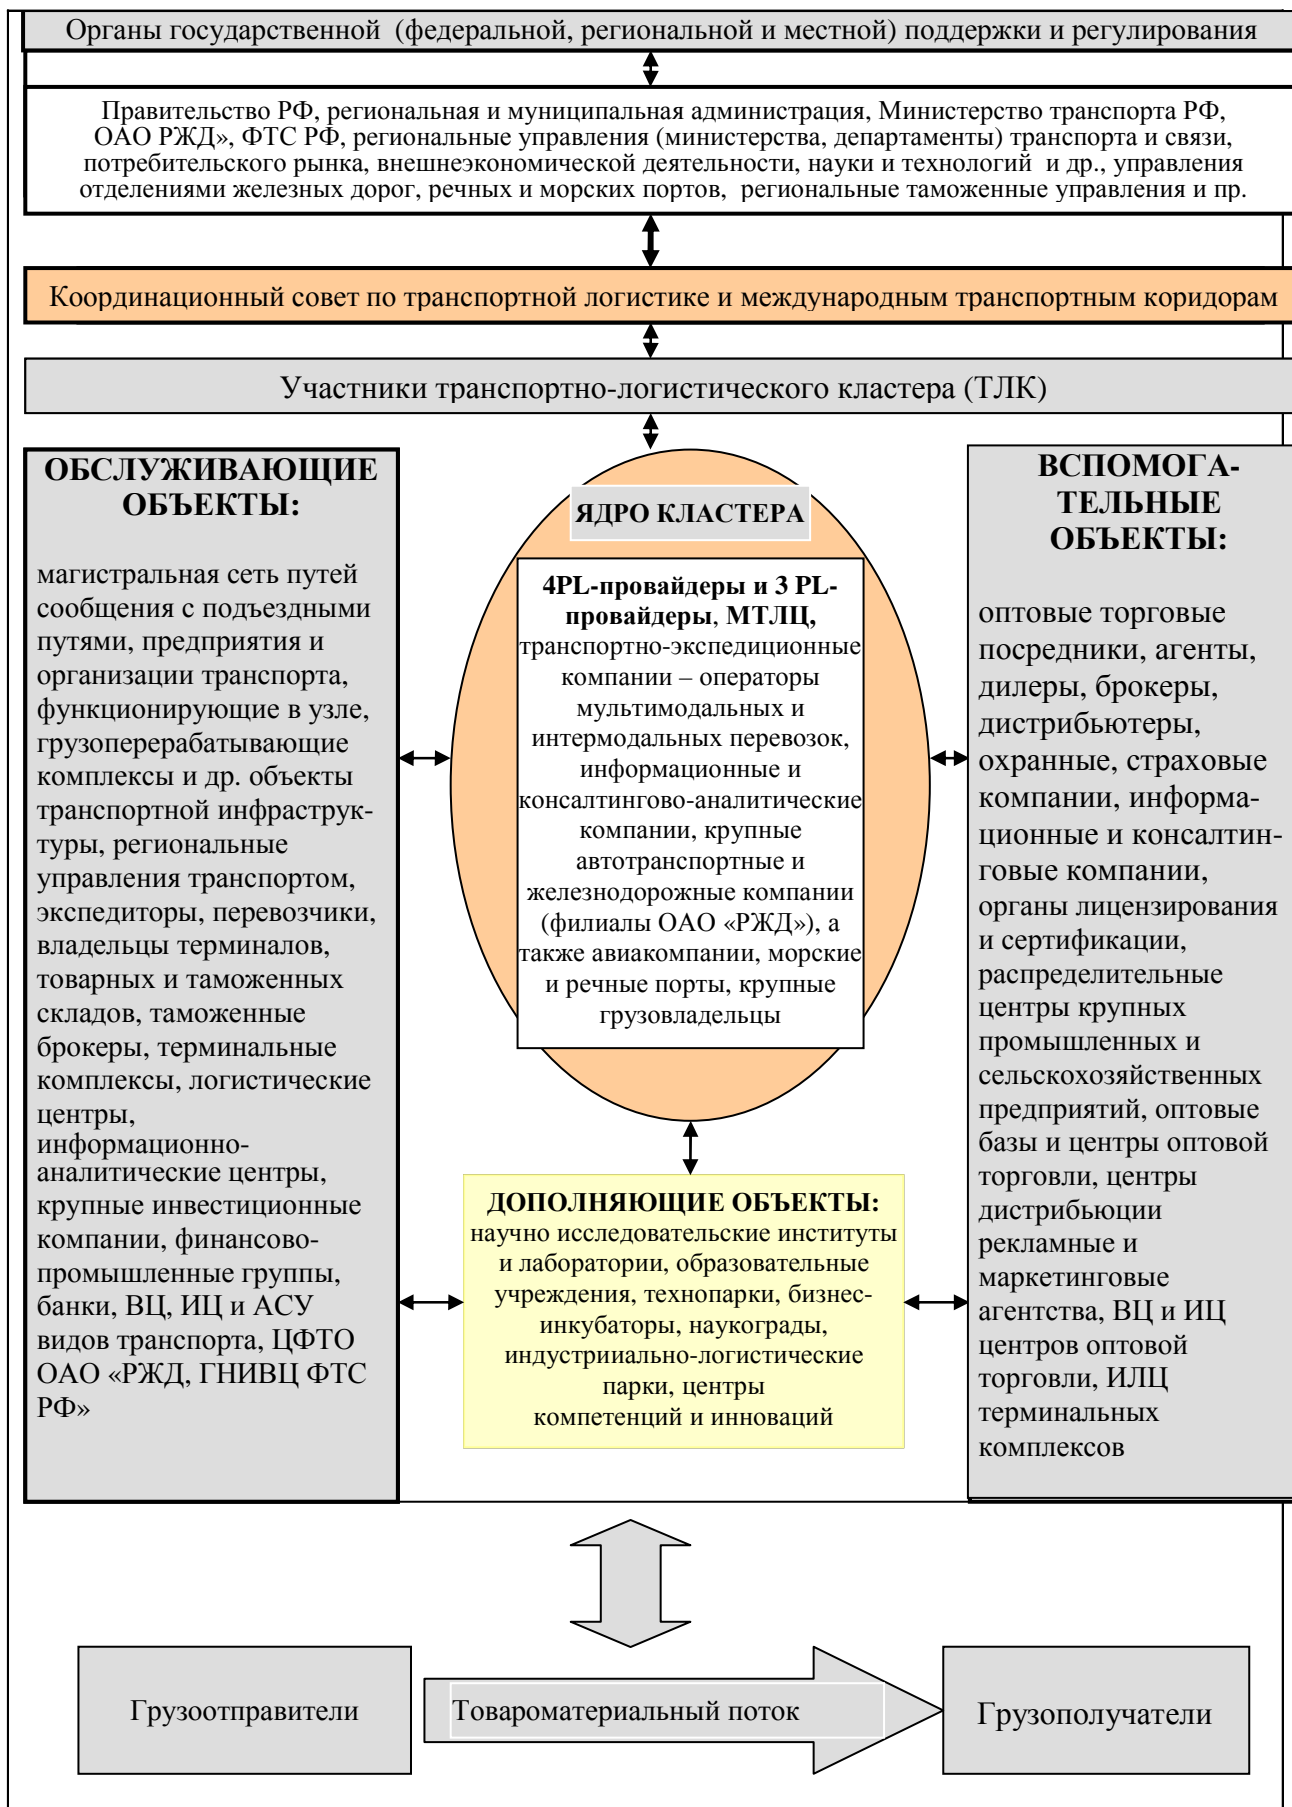 Органы государственной (федеральной, региональной и местной) поддержки и регулирования
Правительство РФ, региональная и муниципальная администрация, Министерство транспорта РФ,
ОАО РЖД», ФТС РФ, региональные управления (министерства, департаменты) транспорта и связи,
потребительского рынка, внешнеэкономической деятельности, науки и технологий и др., управления
отделениями железных дорог, речных и морских портов, региональные таможенные управления и пр.
Координационный совет по транспортной логистике и международным транспортным коридорам
Участники транспортно-логистического кластера (ТЛК)
ОБСЛУЖИВАЮЩИЕ
ОБЪЕКТЫ:
магистральная сеть путей
сообщения с подъездными
путями, предприятия и
организации транспорта,
функционирующие в узле,
грузоперерабатывающие
комплексы и др. объекты
транспортной инфраструк-
туры, региональные
управления транспортом,
экспедиторы, перевозчики,
владельцы терминалов,
товарных и таможенных
складов, таможенные
брокеры, терминальные
комплексы, логистические
центры,
информационно-
аналитические центры,
крупные инвестиционные
компании, финансово-
промышленные группы,
банки, ВЦ, ИЦ и АСУ
видов транспорта, ЦФТО
ОАО «РЖД, ГНИВЦ ФТС
РФ»
ЯДРО КЛАСТЕРА
4PL-провайдеры и 3 PL-
провайдеры, МТЛЦ,
транспортно-экспедиционные
компании – операторы
мультимодальных и
интермодальных перевозок,
информационные и
консалтингово-аналитические
компании, крупные
автотранспортные и
железнодорожные компании
(филиалы ОАО «РЖД»), а
также авиакомпании, морские
и речные порты, крупные
грузовладельцы
ДОПОЛНЯЮЩИЕ ОБЪЕКТЫ:
научно исследовательские институты
и лаборатории, образовательные
учреждения, технопарки, бизнес-
инкубаторы, наукограды,
индустрииально-логистические
парки, центры
компетенций и инноваций
ВСПОМОГА-
ТЕЛЬНЫЕ
ОБЪЕКТЫ:
оптовые торговые
посредники, агенты,
дилеры, брокеры,
дистрибьютеры,
охранные, страховые
компании, информа-
ционные и консалтин-
говые компании,
органы лицензирования
и сертификации,
распределительные
центры крупных
промышленных и
сельскохозяйственных
предприятий, оптовые
базы и центры оптовой
торговли, центры
дистрибьюции
рекламные и
маркетинговые
агентства, ВЦ и ИЦ
центров оптовой
торговли, ИЛЦ
терминальных
комплексов
Грузоотправители
Товароматериальный поток
Грузополучатели